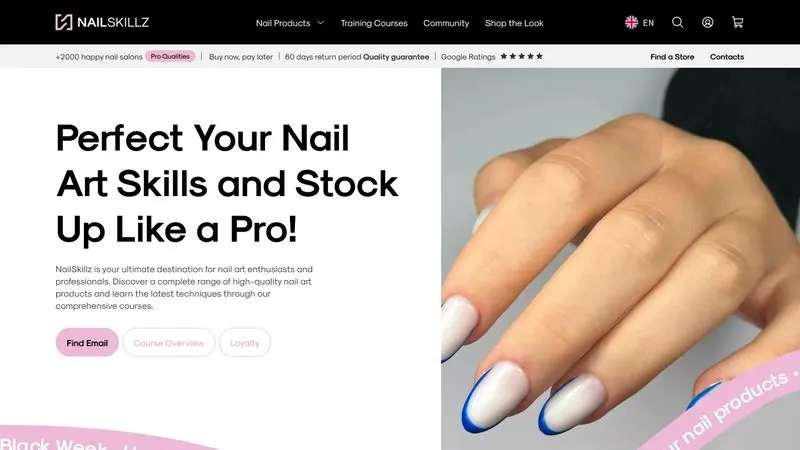 NAILSKILLZ
Nail Products
Training Courses
Community
Shop the Look
EN
+2000 happy nail salons
Pro Qualities
Buy now, pay later
60 days return period Quality guarantee
Google Ratings
Find a Store
Contacts
Perfect Your Nail
Art Skills and Stock
Up Like a Pro!
NailSkillz is your ultimate destination for nail art enthusiasts and
professionals. Discover a complete range of high-quality nail art
products and learn the latest techniques through our
comprehensive courses.
Find Email
Course Overview
Loyalty
Black Week
nail products •